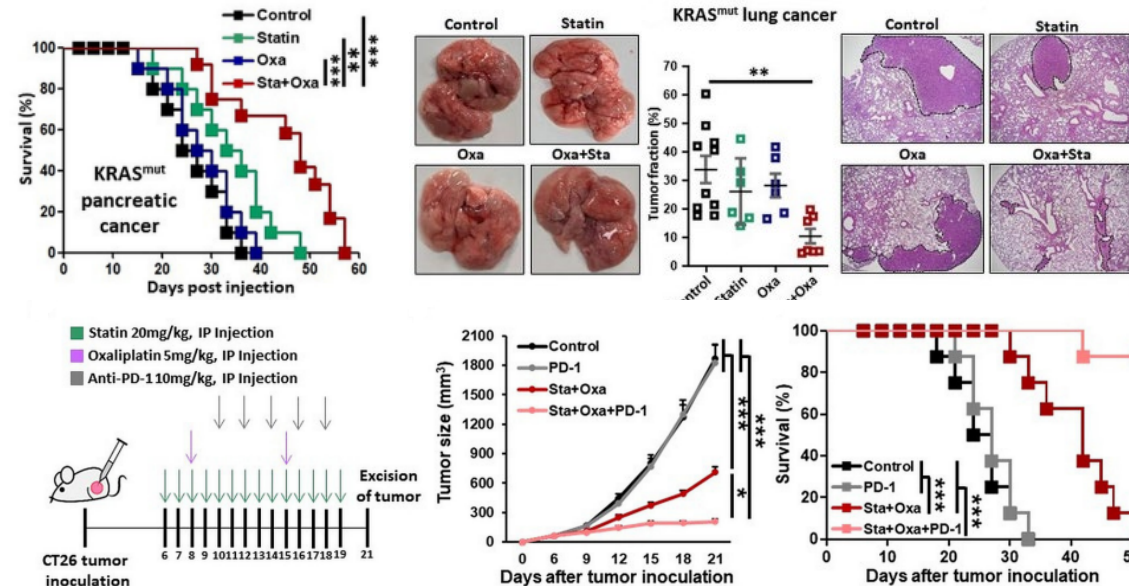 Control
Statin
Oxa
Sta+Oxa
***
**
***
Survival (%)
100
80
60
40
20
0
KRASmut
pancreatic
cancer
0 10 20 30 40 50 60
Days post injection
KRASmut lung cancer
Control Statin
Oxa Oxa+Sta
**
Tumor fraction (%)
70
60
50
40
30
20
10
0
Statin
Oxa
Control Statin
Oxa Oxa+Sta
Statin 20mg/kg, IP Injection
Oxaliplatin 5mg/kg, IP Injection
Anti-PD-1 10mg/kg, IP Injection
Excision
of tumor
CT26 tumor
inoculation
6 7 8 9 10 11 12 13 14 15 16 17 18 19 21
Tumor size (mm³)
2100
1800
1500
1200
900
600
300
0
Control
PD-1
Sta+Oxa
Sta+Oxa+PD-1
***
***
*
0 6 9 12 15 18 21
Days after tumor inoculation
Survival (%)
100
80
60
40
20
0
Control
PD-1
Sta+Oxa
Sta+Oxa+PD-1
***
***
0 10 20 30 40
Days after tumor inoculation